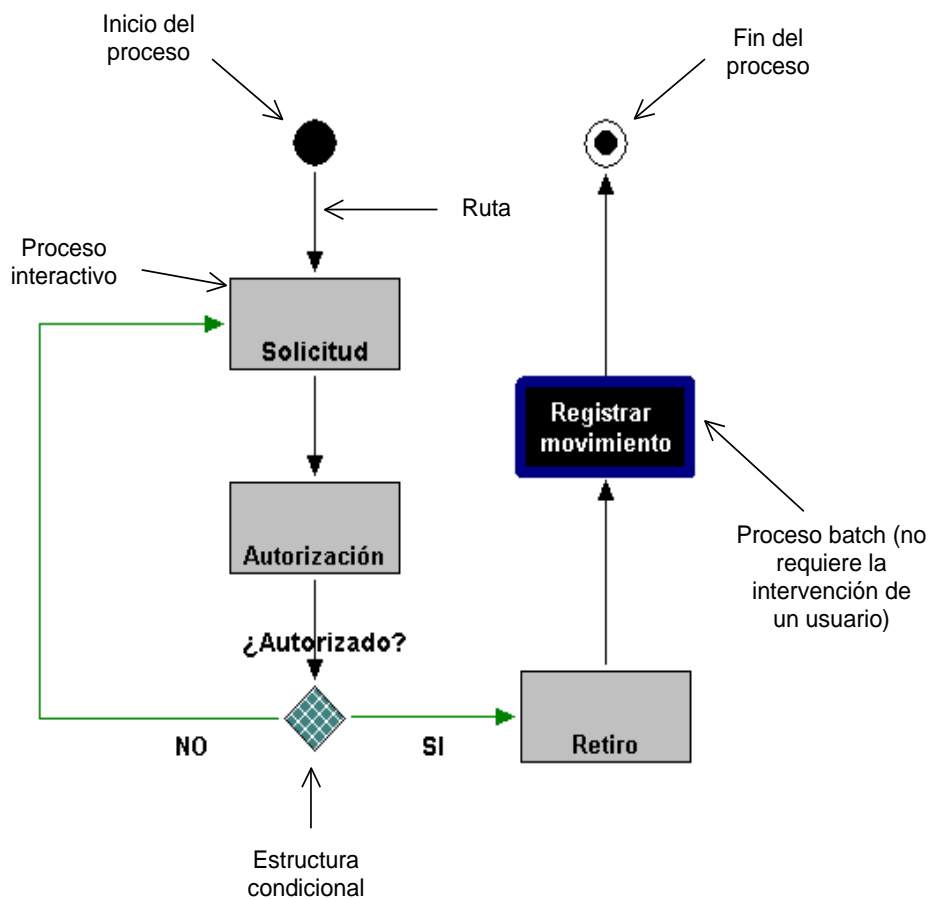 Inicio del
proceso
Fin del
proceso
Ruta
Proceso
interactivo
Solicitud
Registrar
movimiento
Autorización
Proceso batch (no
requiere la
intervención de
un usuario)
¿Autorizado?
NO
SI
Retiro
Estructura
condicional